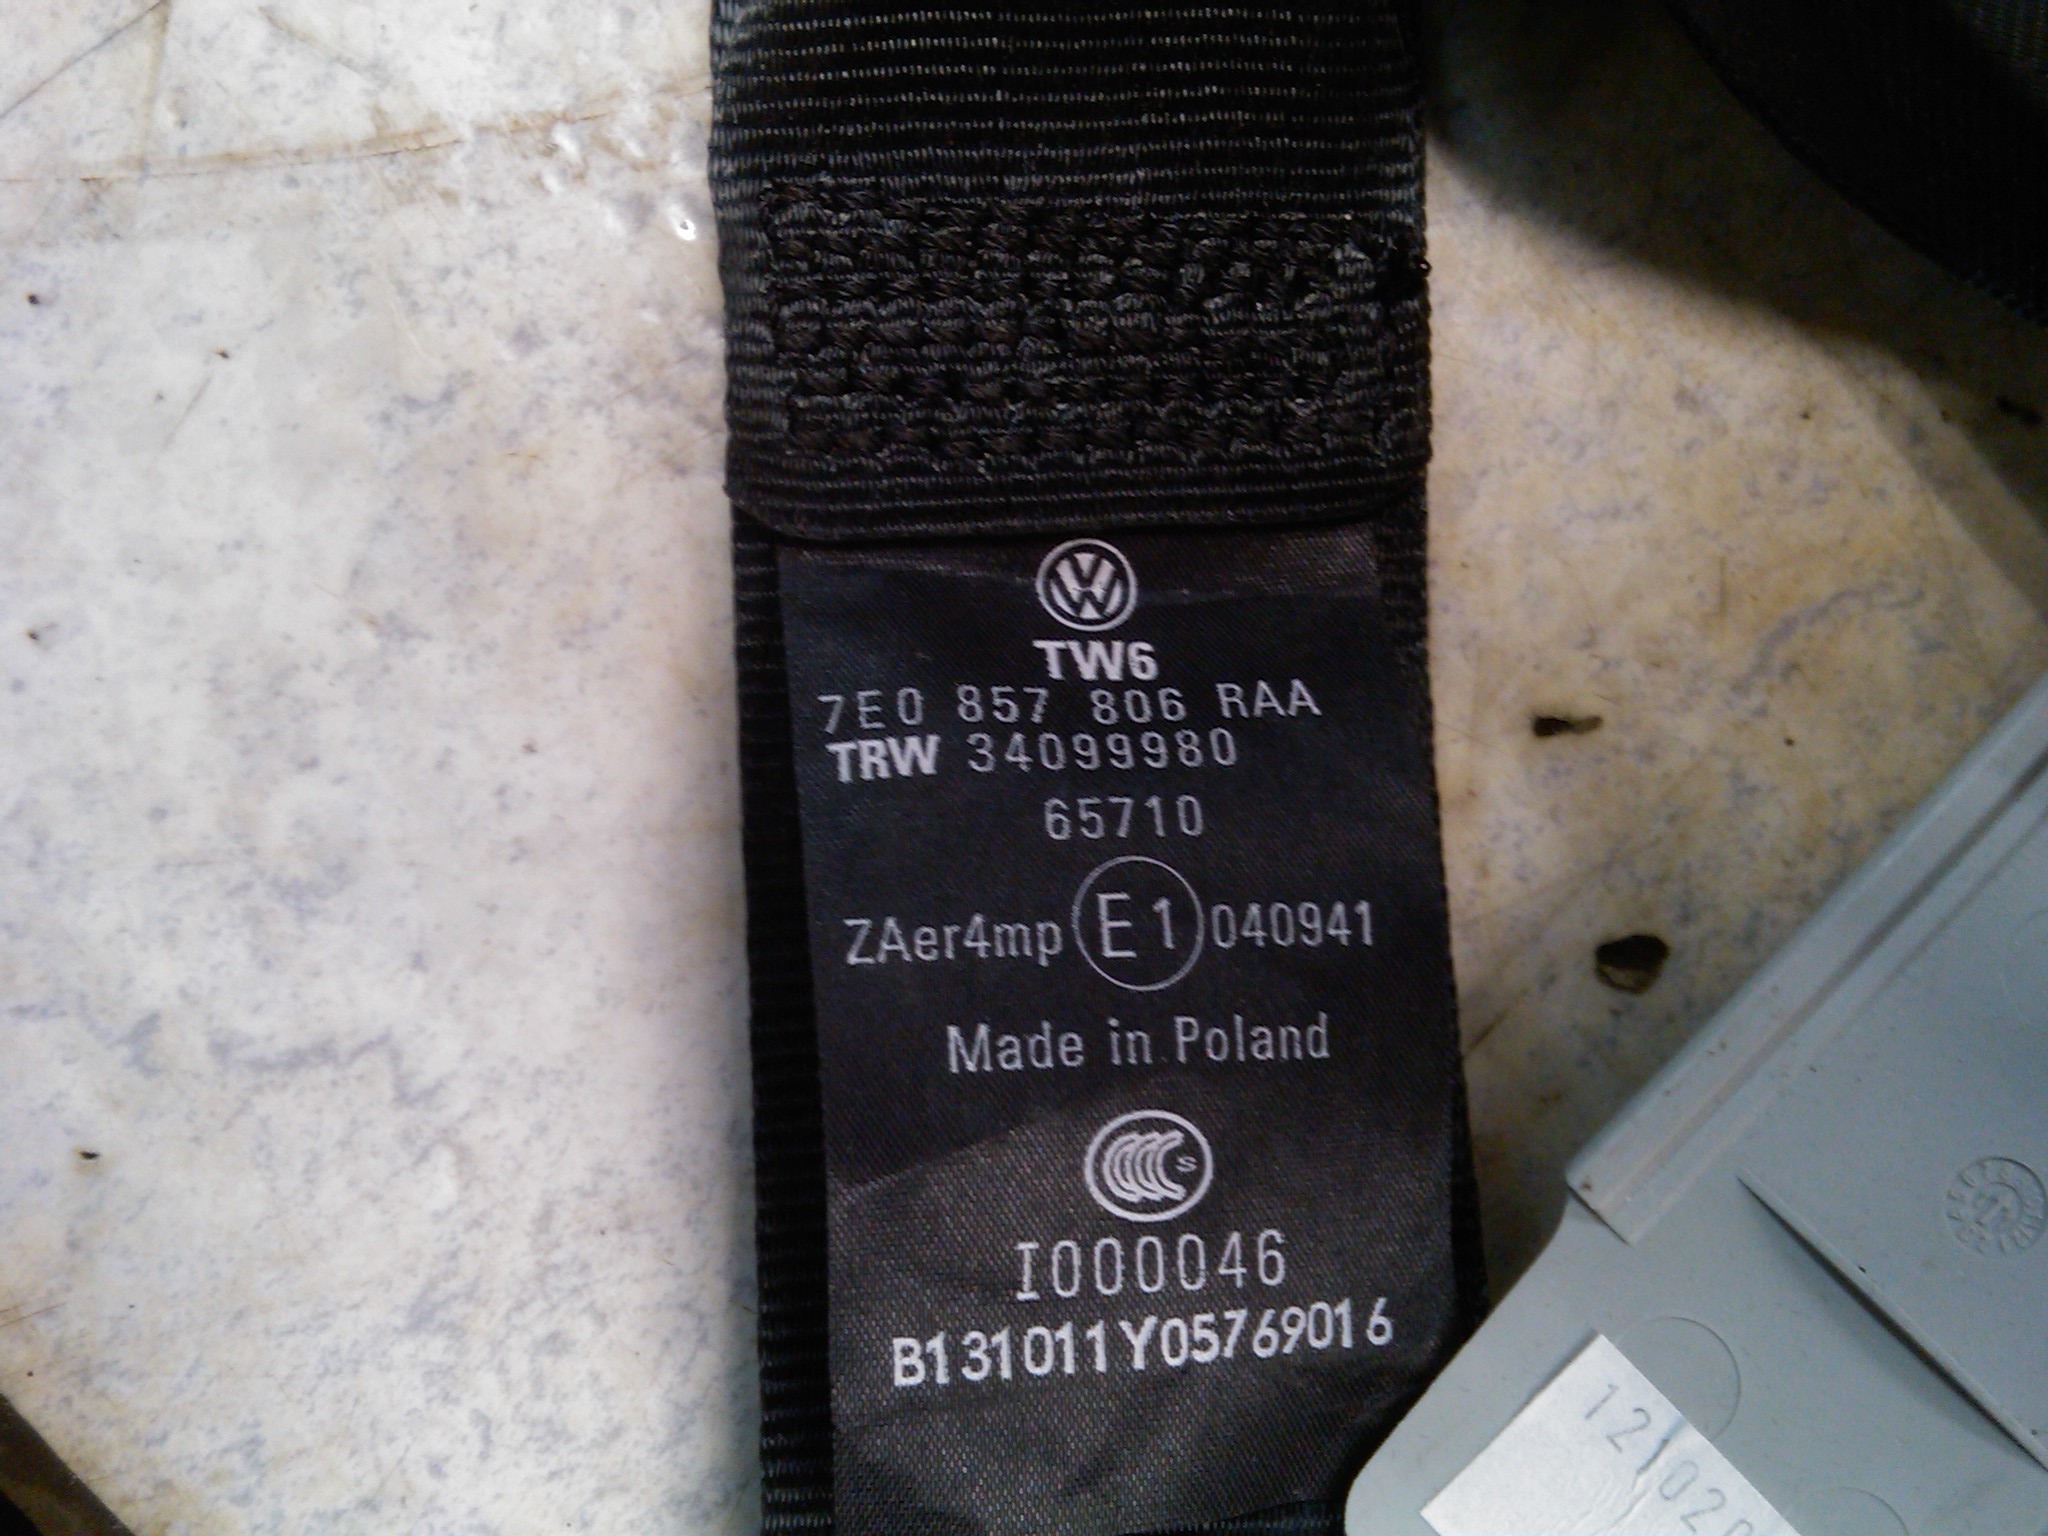 TW6
7E0 857 806 RAA
TRW 34099980
65710
ZAer4mp E1 040941
Made in Poland
S
I000046
B131011Y05769016